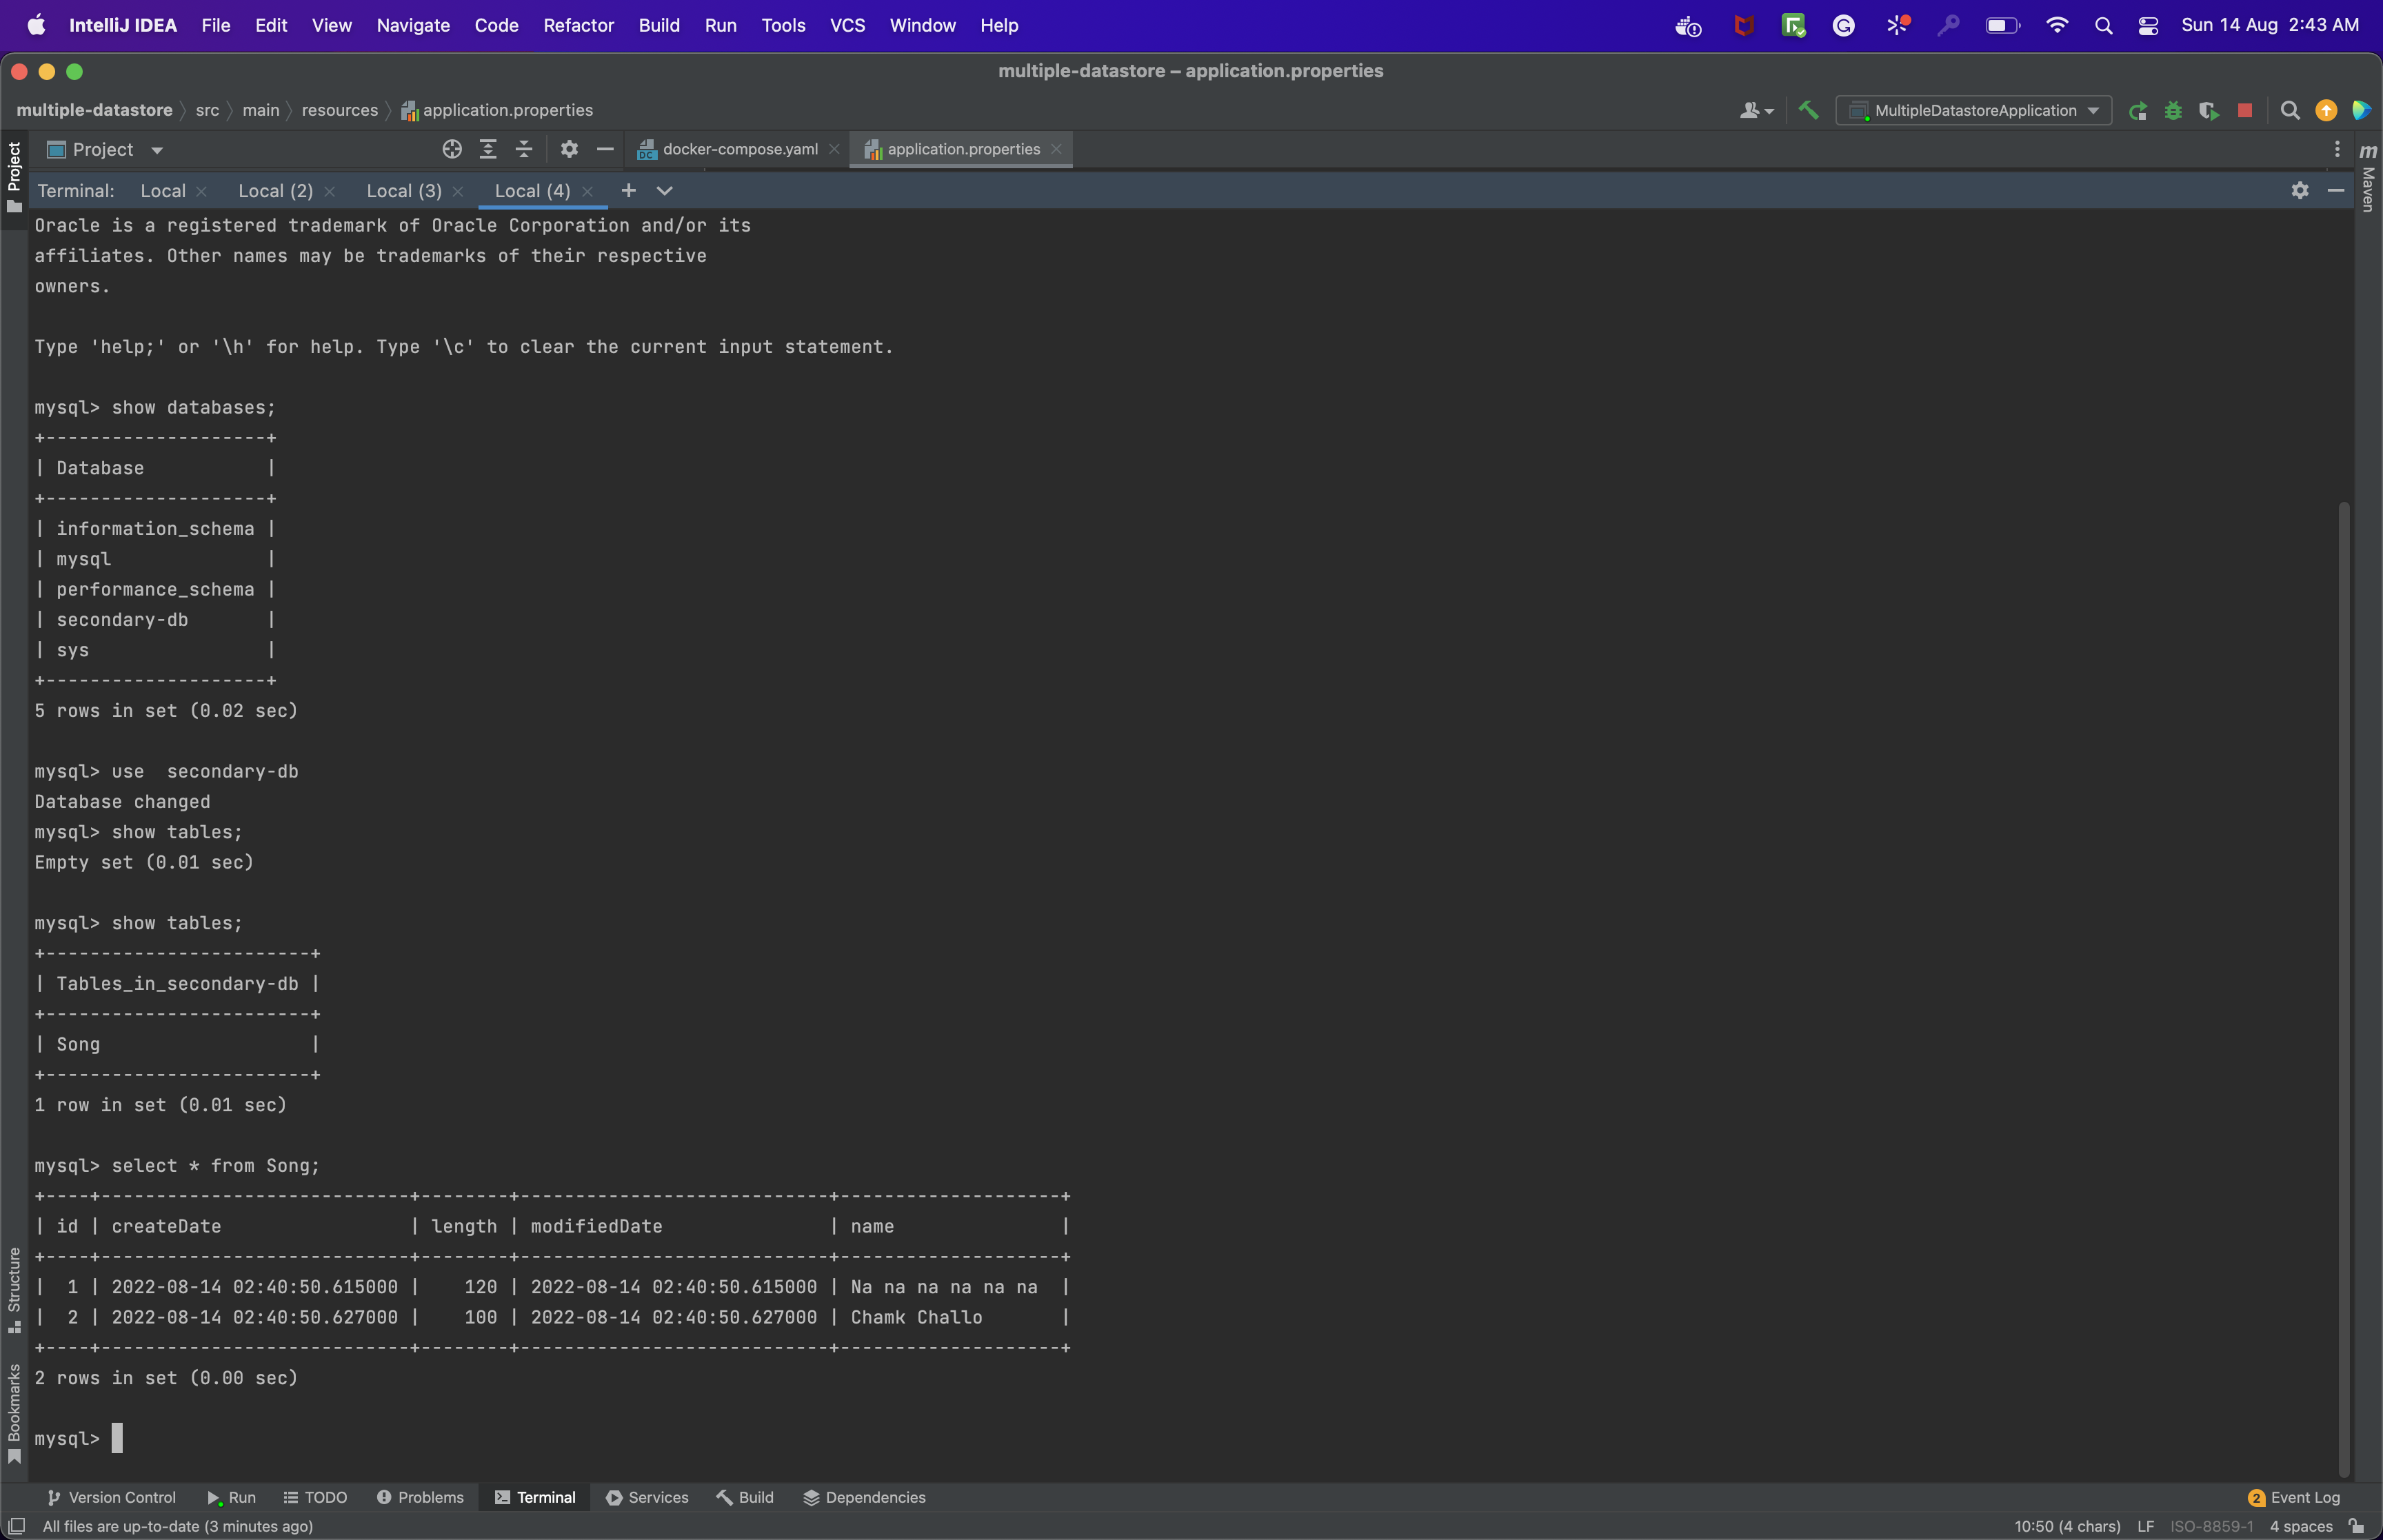 IntelliJ IDEA File Edit View Navigate Code Refactor Build Run Tools VCS Window Help Sun 14 Aug 2:43 AM
multiple-datastore – application.properties
multiple-datastore src main resources application.properties MultipleDatastoreApplication
Project docker-compose.yaml application.properties
Terminal: Local Local (2) Local (3) Local (4)
Project
Maven
Oracle is a registered trademark of Oracle Corporation and/or its
affiliates. Other names may be trademarks of their respective
owners.
Type 'help;' or '\h' for help. Type '\c' to clear the current input statement.
mysql> show databases;
+--------------------+
| Database           |
+--------------------+
| information_schema |
| mysql              |
| performance_schema |
| secondary-db       |
| sys                |
+--------------------+
5 rows in set (0.02 sec)
mysql> use  secondary-db
Database changed
mysql> show tables;
Empty set (0.01 sec)
mysql> show tables;
+------------------------+
| Tables_in_secondary-db |
+------------------------+
| Song                   |
+------------------------+
1 row in set (0.01 sec)
mysql> select * from Song;
+----+----------------------------+--------+----------------------------+--------------------+
| id | createDate                 | length | modifiedDate               | name               |
+----+----------------------------+--------+----------------------------+--------------------+
|  1 | 2022-08-14 02:40:50.615000 |    120 | 2022-08-14 02:40:50.615000 | Na na na na na na  |
|  2 | 2022-08-14 02:40:50.627000 |    100 | 2022-08-14 02:40:50.627000 | Chamk Challo       |
+----+----------------------------+--------+----------------------------+--------------------+
2 rows in set (0.00 sec)
mysql>
Structure
Bookmarks
Version Control Run TODO Problems Terminal Services Build Dependencies 2 Event Log
All files are up-to-date (3 minutes ago) 10:50 (4 chars) LF ISO-8859-1 4 spaces